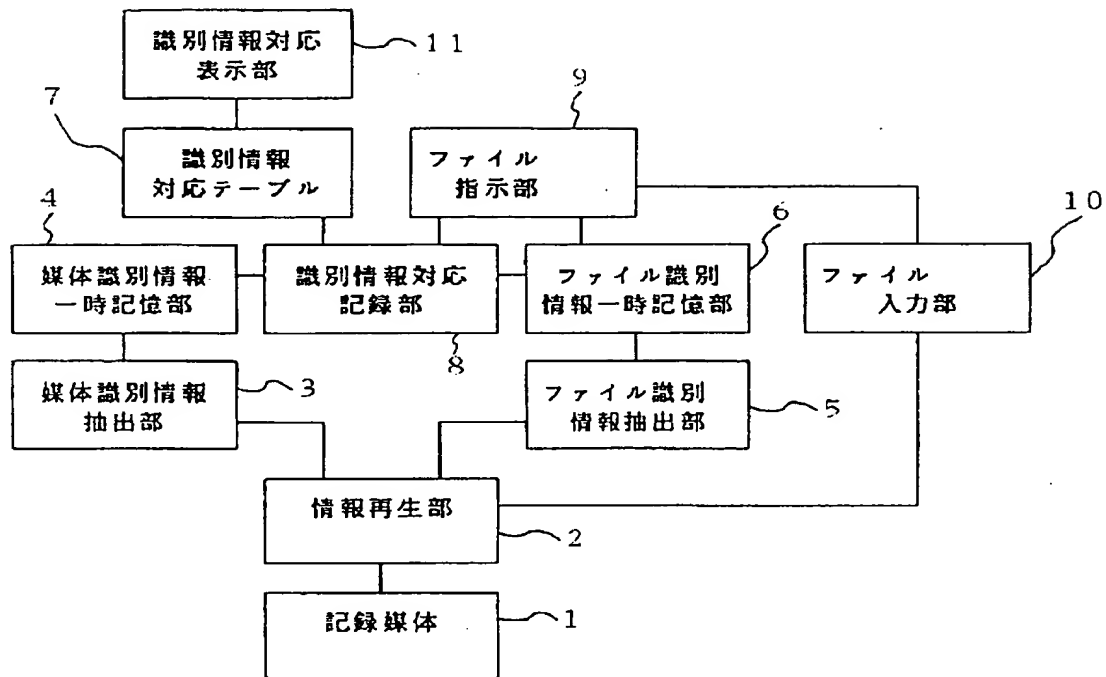 識別情報対応
表示部
11
7
識別情報
対応テーブル
9
ファイル
指示部
4
媒体識別情報
一時記憶部
識別情報対応
記録部
8
6
ファイル識別
情報一時記憶部
10
ファイル
入力部
媒体識別情報
抽出部
3
ファイル識別
情報抽出部
5
情報再生部
2
記録媒体
1